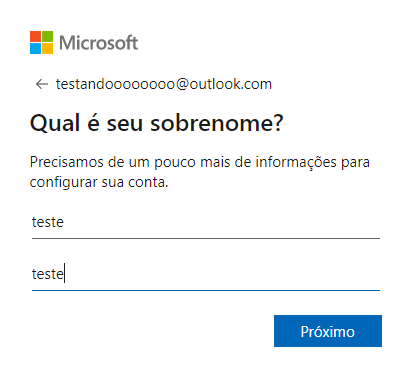 Microsoft
← testandoooooooo@outlook.com
Qual é seu sobrenome?
Precisamos de um pouco mais de informações para
configurar sua conta.
teste
teste
Próximo